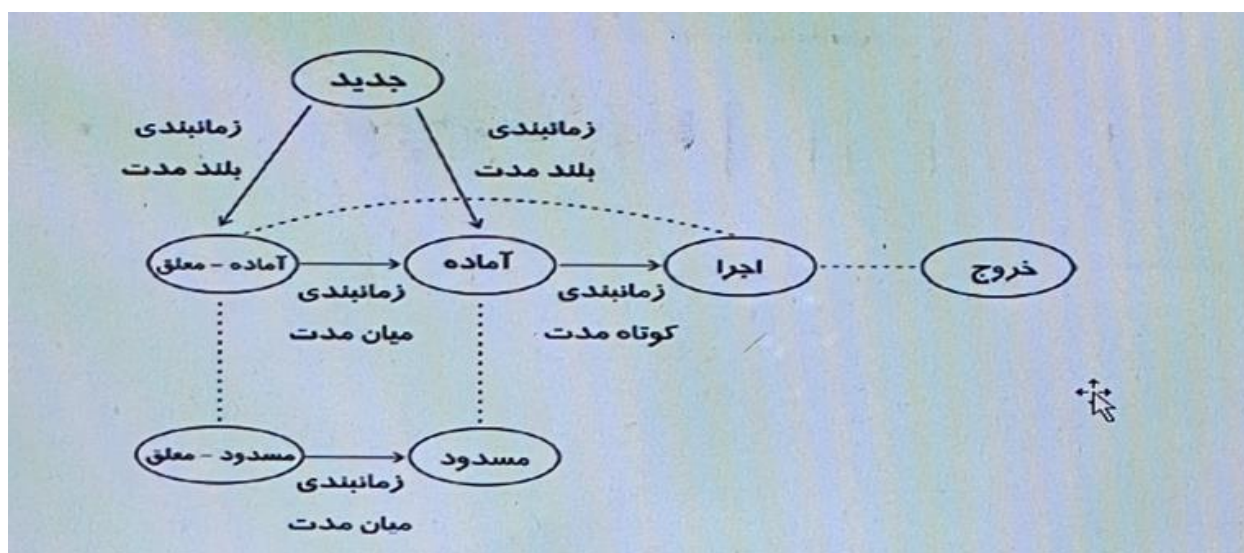 جدید
زمانبندی
بلند مدت
زمانبندی
بلند مدت
خروج
اجرا
آماده
آماده - معلق
زمانبندی
کوتاه مدت
زمانبندی
میان مدت
مسدود
مسدود - معلق
زمانبندی
میان مدت